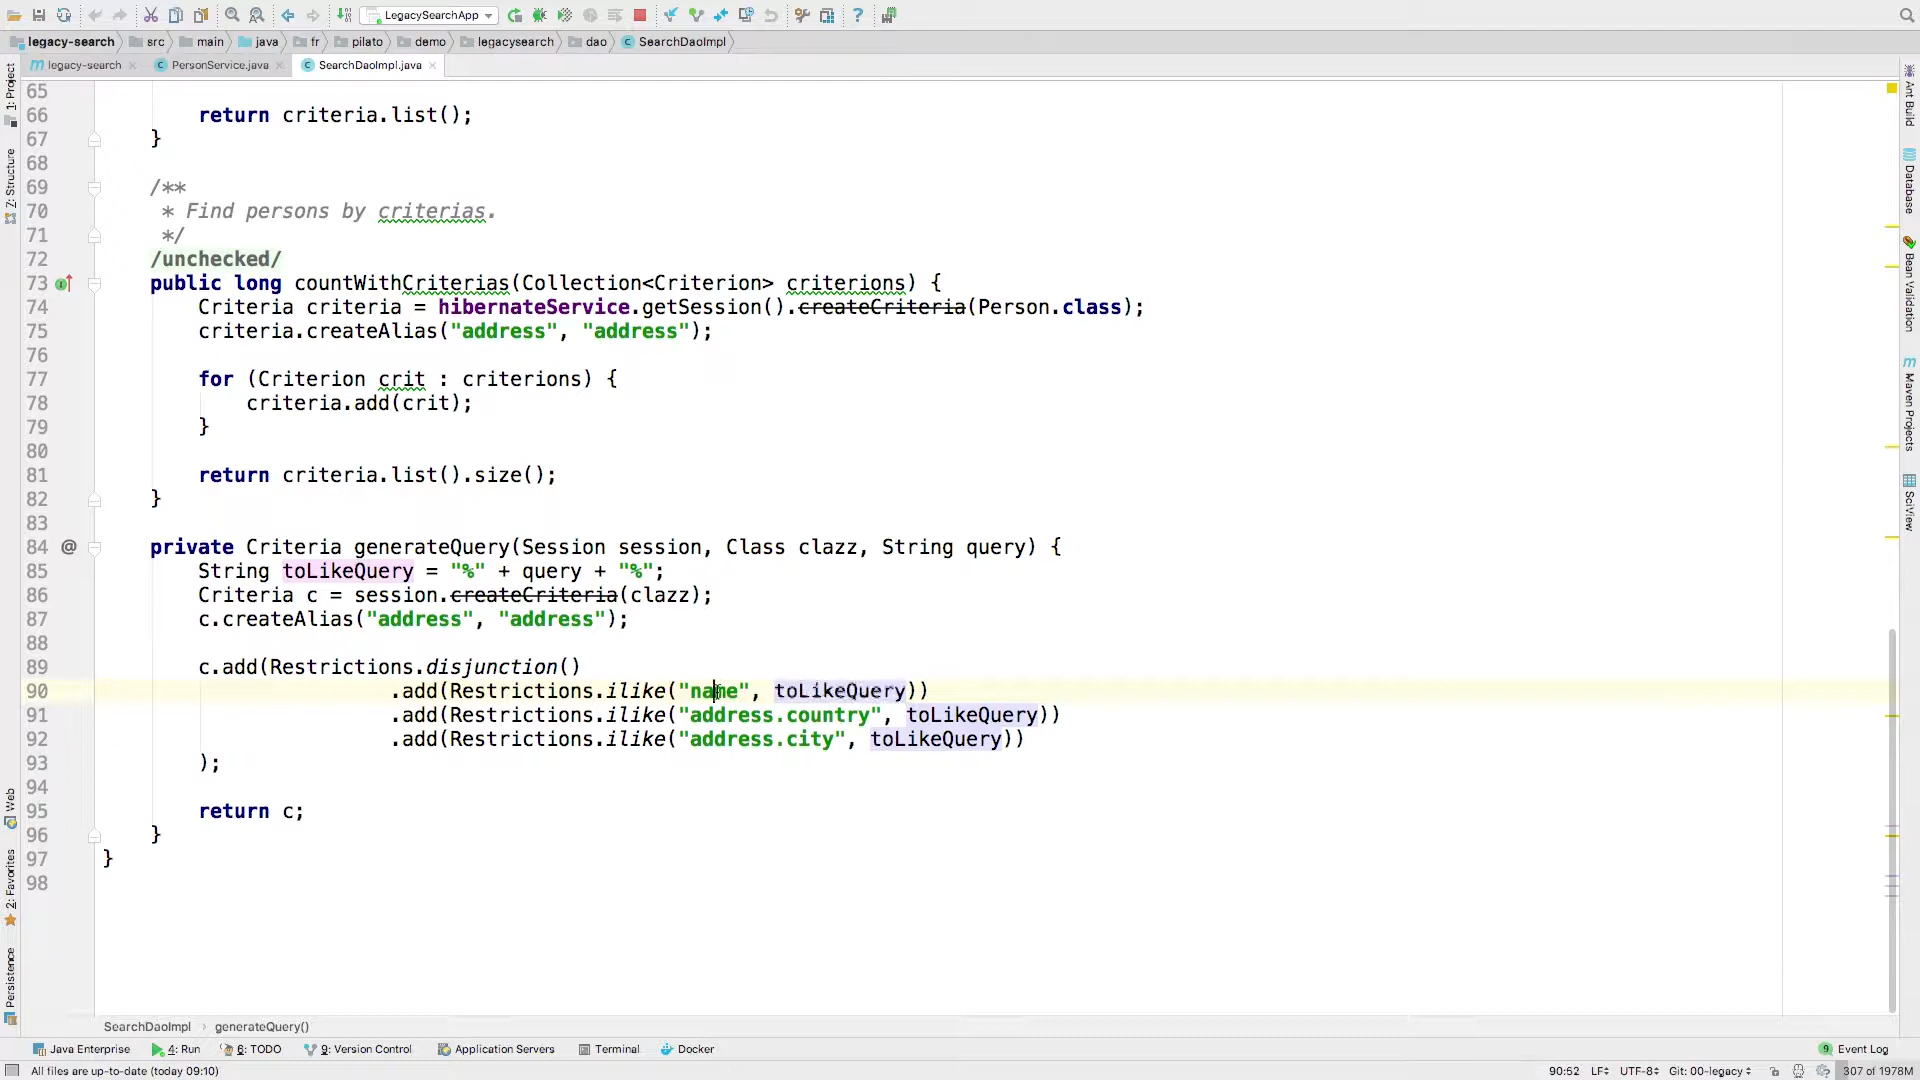 LegacySearchApp
legacy-search src main java fr pilato demo legacysearch dao SearchDaoImpl
legacy-search PersonService.java SearchDaoImpl.java
65
66 return criteria.list();
67 }
68
69 /**
70 * Find persons by criterias.
71 */
72 /unchecked/
73 public long countWithCriterias(Collection<Criterion> criterions) {
74 Criteria criteria = hibernateService.getSession().createCriteria(Person.class);
75 criteria.createAlias("address", "address");
76
77 for (Criterion crit : criterions) {
78 criteria.add(crit);
79 }
80
81 return criteria.list().size();
82 }
83
84 @ private Criteria generateQuery(Session session, Class clazz, String query) {
85 String toLikeQuery = "%" + query + "%";
86 Criteria c = session.createCriteria(clazz);
87 c.createAlias("address", "address");
88
89 c.add(Restrictions.disjunction()
90 .add(Restrictions.ilike("name", toLikeQuery))
91 .add(Restrictions.ilike("address.country", toLikeQuery))
92 .add(Restrictions.ilike("address.city", toLikeQuery))
93 );
94
95 return c;
96 }
97 }
98
1: Project
Z: Structure
Web
2: Favorites
Persistence
Ant Build
Database
Bean Validation
Maven Projects
SciView
SearchDaoImpl generateQuery()
Java Enterprise 4: Run 6: TODO 9: Version Control Application Servers Terminal Docker 9 Event Log
All files are up-to-date (today 09:10) 90:52 LF UTF-8 Git: 00-legacy 307 of 1978M